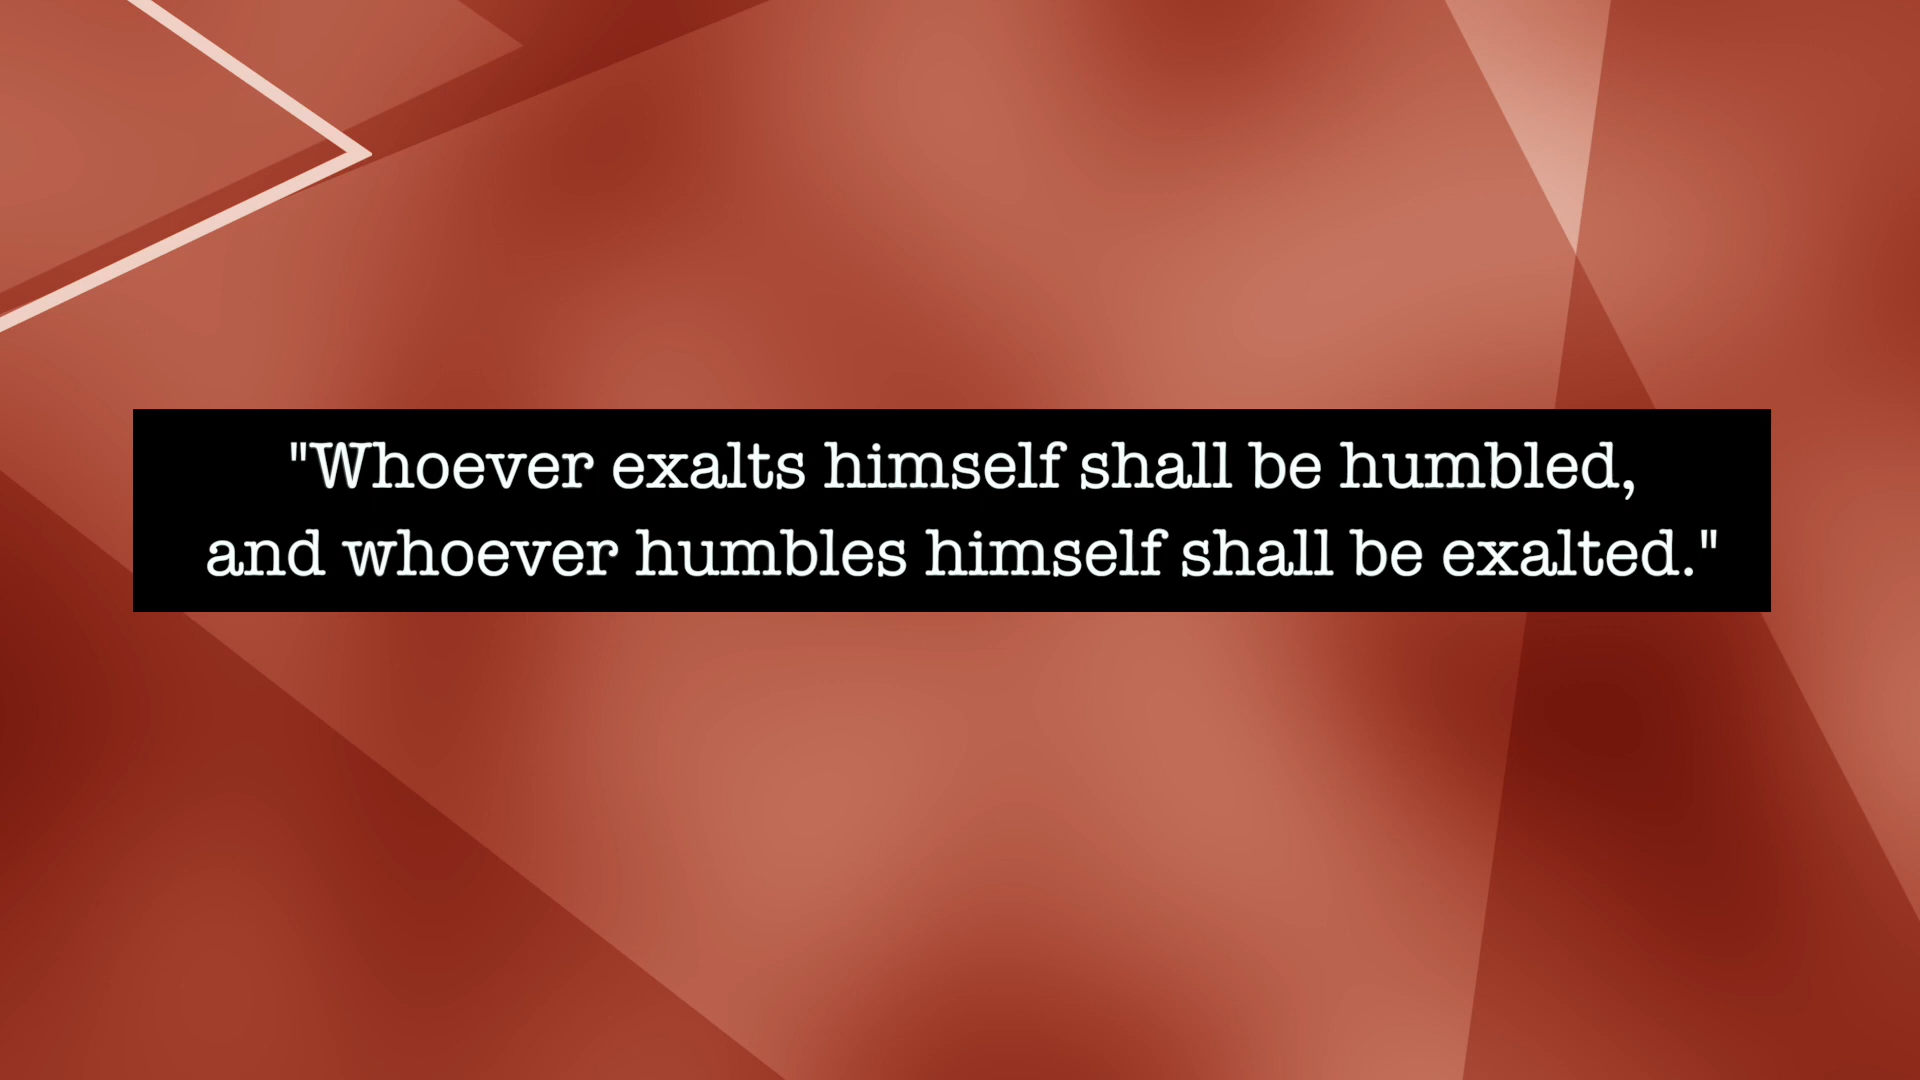 "Whoever exalts himself shall be humbled,
and whoever humbles himself shall be exalted."